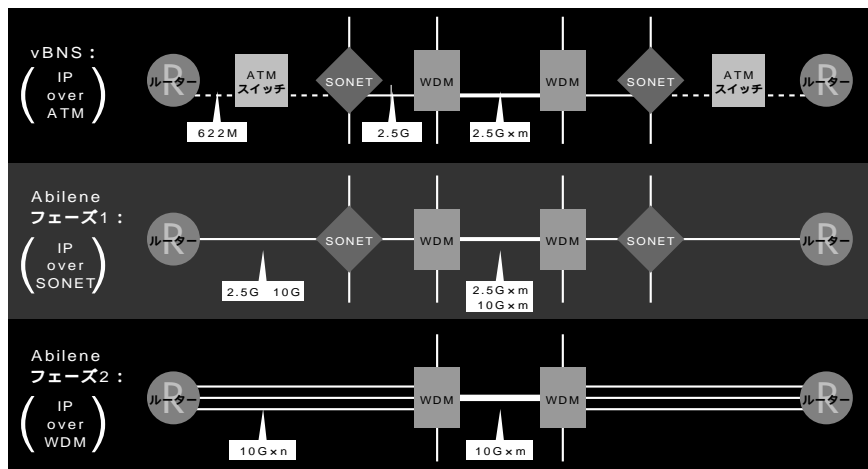 vBNS：
IP
over
ATM
R
ルーター
ATM
スイッチ
SONET
WDM
WDM
SONET
ATM
スイッチ
R
ルーター
622M
2.5G
2.5G×m
Abilene
フェーズ1：
IP
over
SONET
R
ルーター
SONET
WDM
WDM
SONET
R
ルーター
2.5G 10G
2.5G×m
10G×m
Abilene
フェーズ2：
IP
over
WDM
R
ルーター
WDM
WDM
R
ルーター
10G×n
10G×m